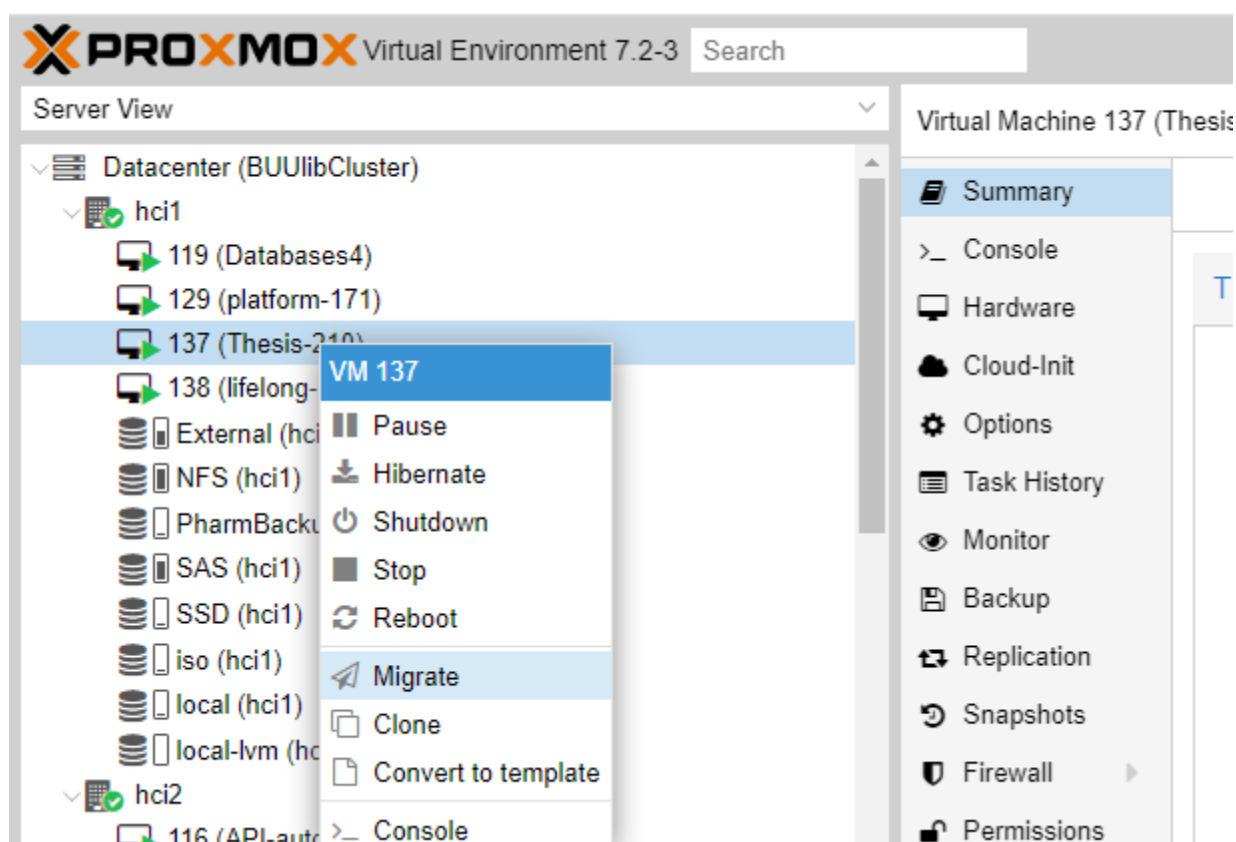 PROXMOX Virtual Environment 7.2-3 Search
Server View
Datacenter (BUUlibCluster)
hci1
119 (Databases4)
129 (platform-171)
137 (Thesis-210)
138 (lifelong-
External (hci
NFS (hci1)
PharmBacku
SAS (hci1)
SSD (hci1)
iso (hci1)
local (hci1)
local-lvm (hc
hci2
116 (API-auto
VM 137
Pause
Hibernate
Shutdown
Stop
Reboot
Migrate
Clone
Convert to template
>_ Console
Virtual Machine 137 (Thesis
Summary
>_ Console
Hardware
Cloud-Init
Options
Task History
Monitor
Backup
Replication
Snapshots
Firewall
Permissions
T